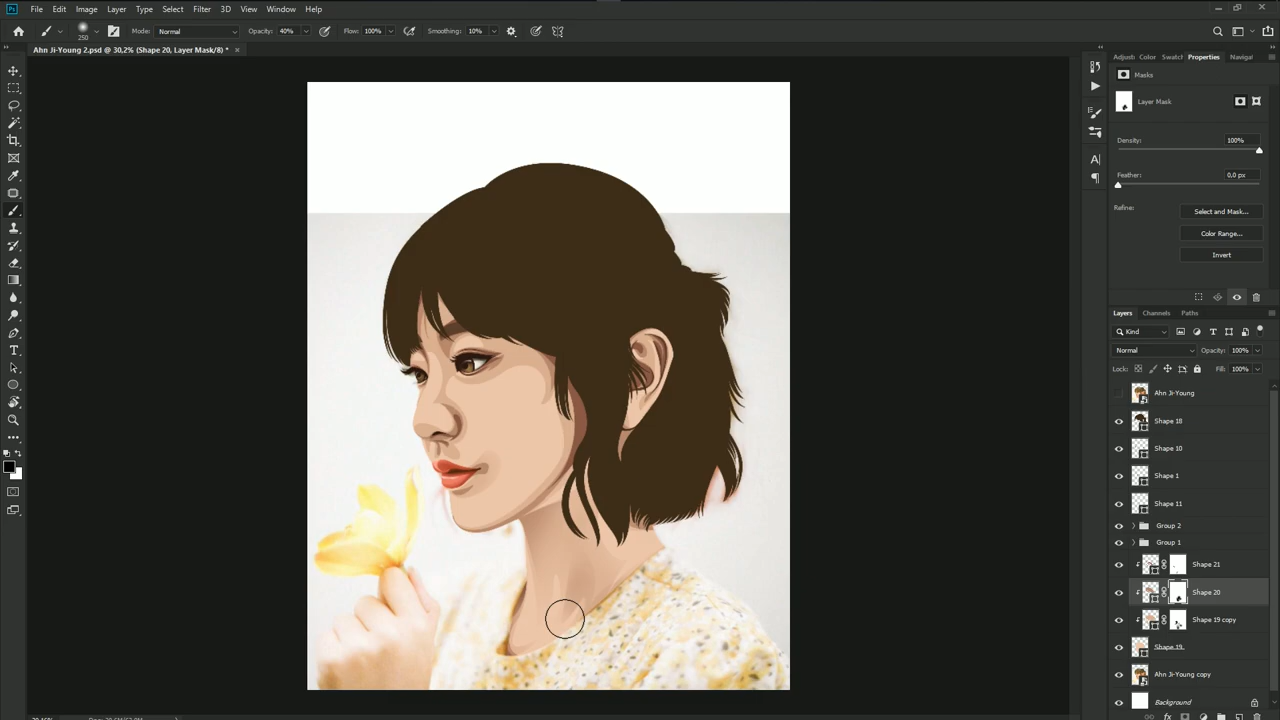 File Edit Image Layer Type Select Filter 3D View Window Help
250 Mode: Normal Opacity: 40% Flow: 100% Smoothing: 10%
Ahn Ji-Young 2.psd @ 30,2% (Shape 20, Layer Mask/8) * ×
Adjust Color Swatch Properties Navigat
Masks
Layer Mask
Density: 100%
Feather: 0,0 px
Refine: Select and Mask...
Color Range...
Invert
Layers Channels Paths
Kind
Normal Opacity: 100%
Lock: Fill: 100%
Ahn Ji-Young
Shape 18
Shape 10
Shape 1
Shape 11
Group 2
Group 1
Shape 21
Shape 20
Shape 19 copy
Shape 19
Ahn Ji-Young copy
Background